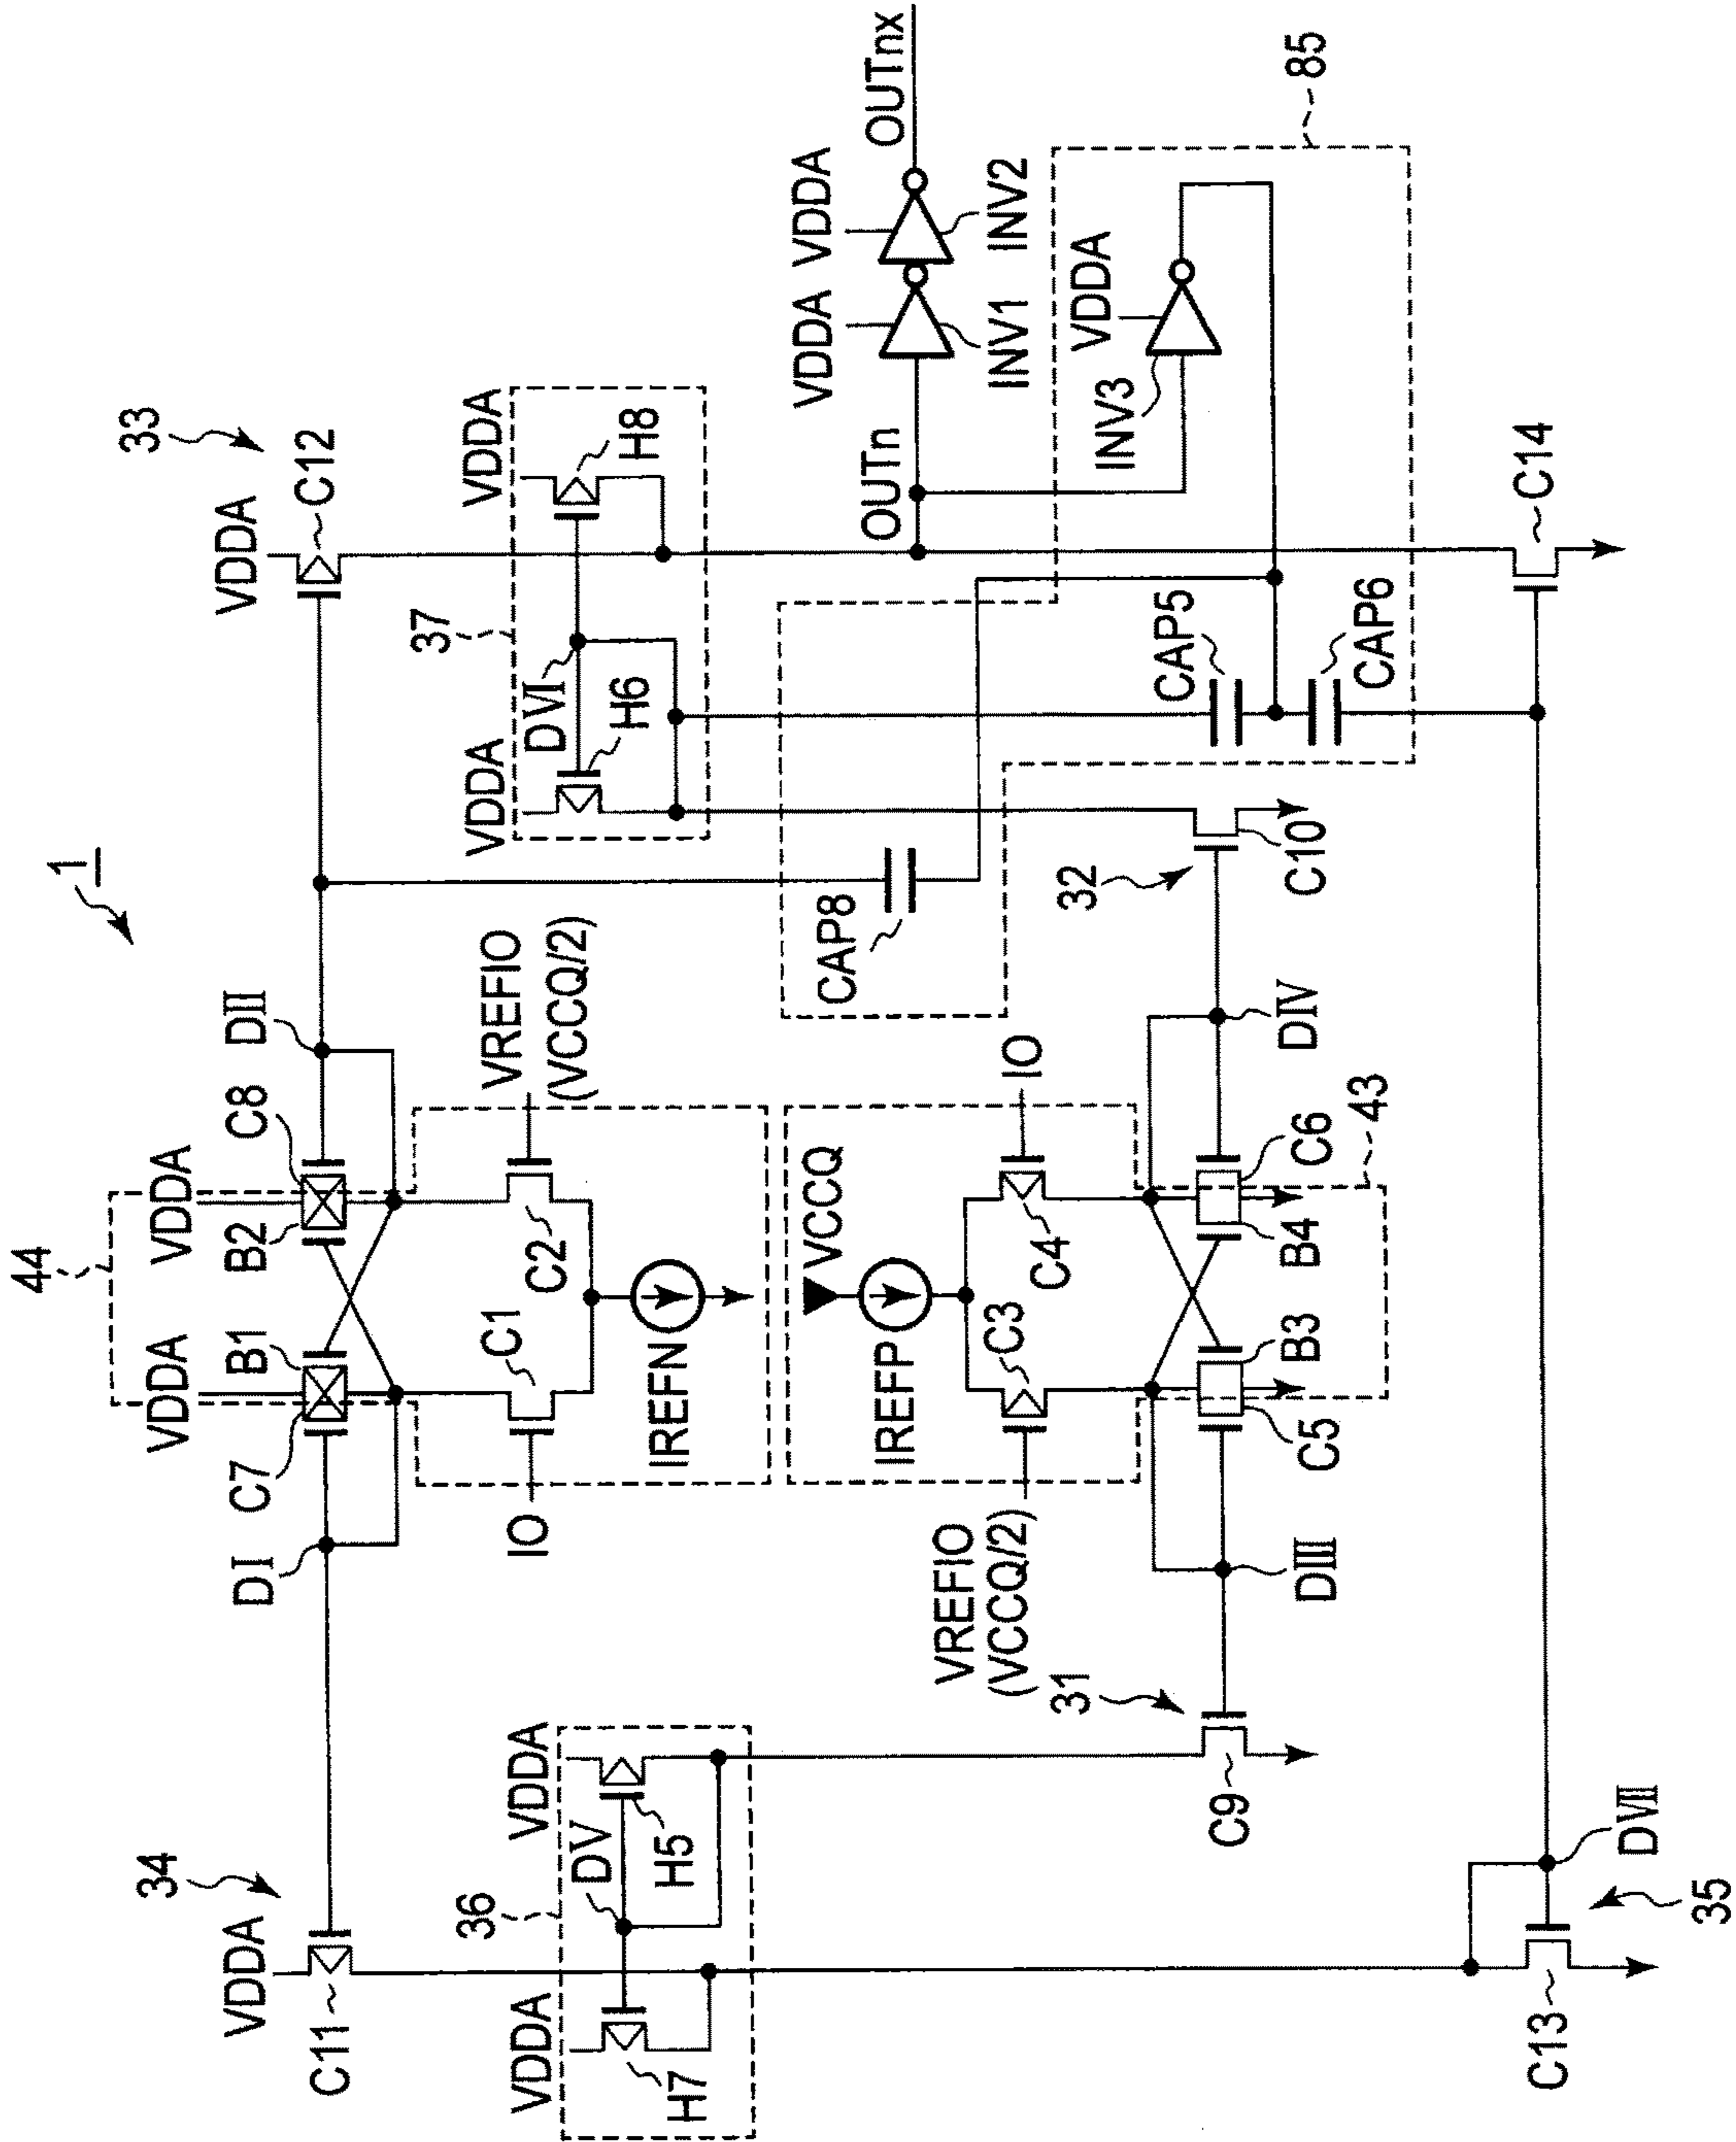 44
1
34
VDDA
VDDA
33
VDDA
DI
C7
B1
B2
C8
DII
VDDA
C11
C12
36
37
VDDA
VDDA
VDDA
VDDA
DV
IO
C1
C2
VREFIO
(VCCQ/2)
DVI
H7
H5
IREFN
H6
H8
VDDA
VDDA
VCCQ
CAP8
OUTn
OUTnx
IREFP
VREFIO
(VCCQ/2)
C3
C4
IO
INV1
INV2
31
32
INV3
VDDA
CAP5
C9
DIII
C5
B3
B4
C6
DIV
C10
85
43
CAP6
C13
C14
DVII
35